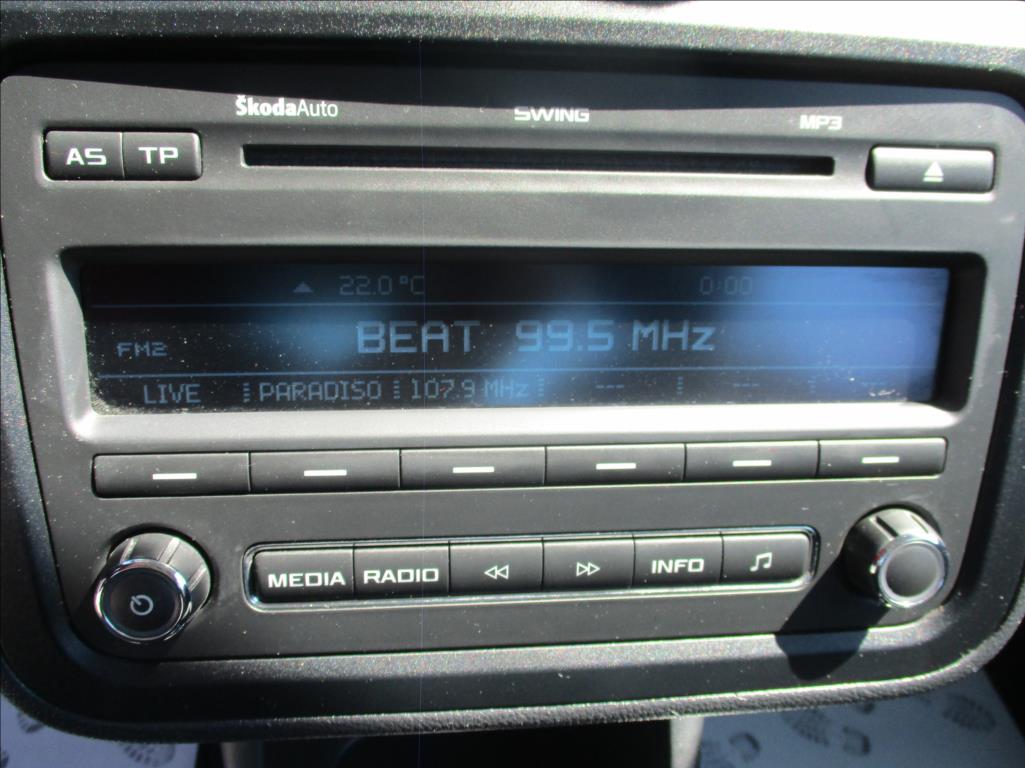 ŠkodaAuto SWING MP3
AS TP
22.0 °C 0:00
FM2 BEAT 99.5 MHz
LIVE PARADISO 107.9 MHz --- --- ---
MEDIA RADIO INFO